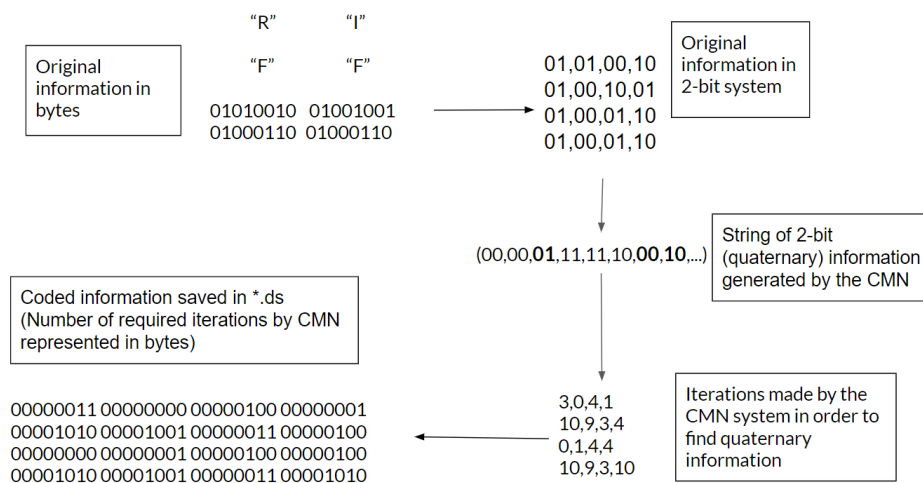 “R” “I”
“F” “F”
Original
information in
bytes
01010010 01001001
01000110 01000110
01,01,00,10
01,00,10,01
01,00,01,10
01,00,01,10
Original
information in
2-bit system
(00,00,01,11,11,10,00,10,...)
String of 2-bit
(quaternary) information
generated by the CMN
Coded information saved in *.ds
(Number of required iterations by CMN
represented in bytes)
3,0,4,1
10,9,3,4
0,1,4,4
10,9,3,10
Iterations made by the
CMN system in order to
find quaternary
information
00000011 00000000 00000100 00000001
00001010 00001001 00000011 00000100
00000000 00000001 00000100 00000100
00001010 00001001 00000011 00001010